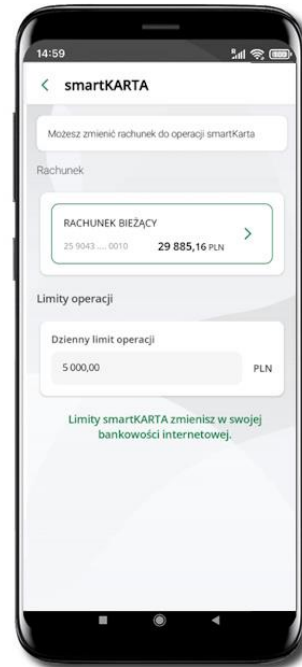 14:59
smartKARTA
Możesz zmienić rachunek do operacji smartKarta
Rachunek
RACHUNEK BIEŻĄCY
25 9043 .... 0010 29 885,16 PLN
Limity operacji
Dzienny limit operacji
5 000,00 PLN
Limity smartKARTA zmienisz w swojej
bankowości internetowej.